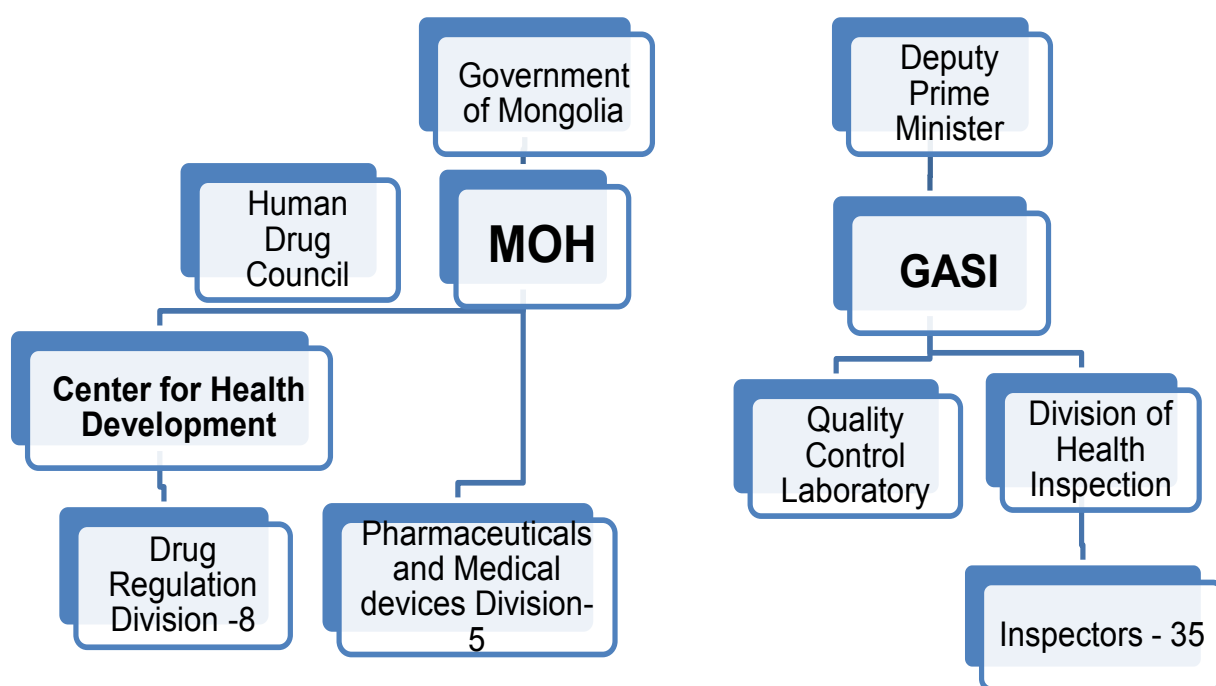 Government
of Mongolia
Human
Drug
Council
MOH
Center for Health
Development
Drug
Regulation
Division -8
Pharmaceuticals
and Medical
devices Division-
5
Deputy
Prime
Minister
GASI
Quality
Control
Laboratory
Division of
Health
Inspection
Inspectors - 35